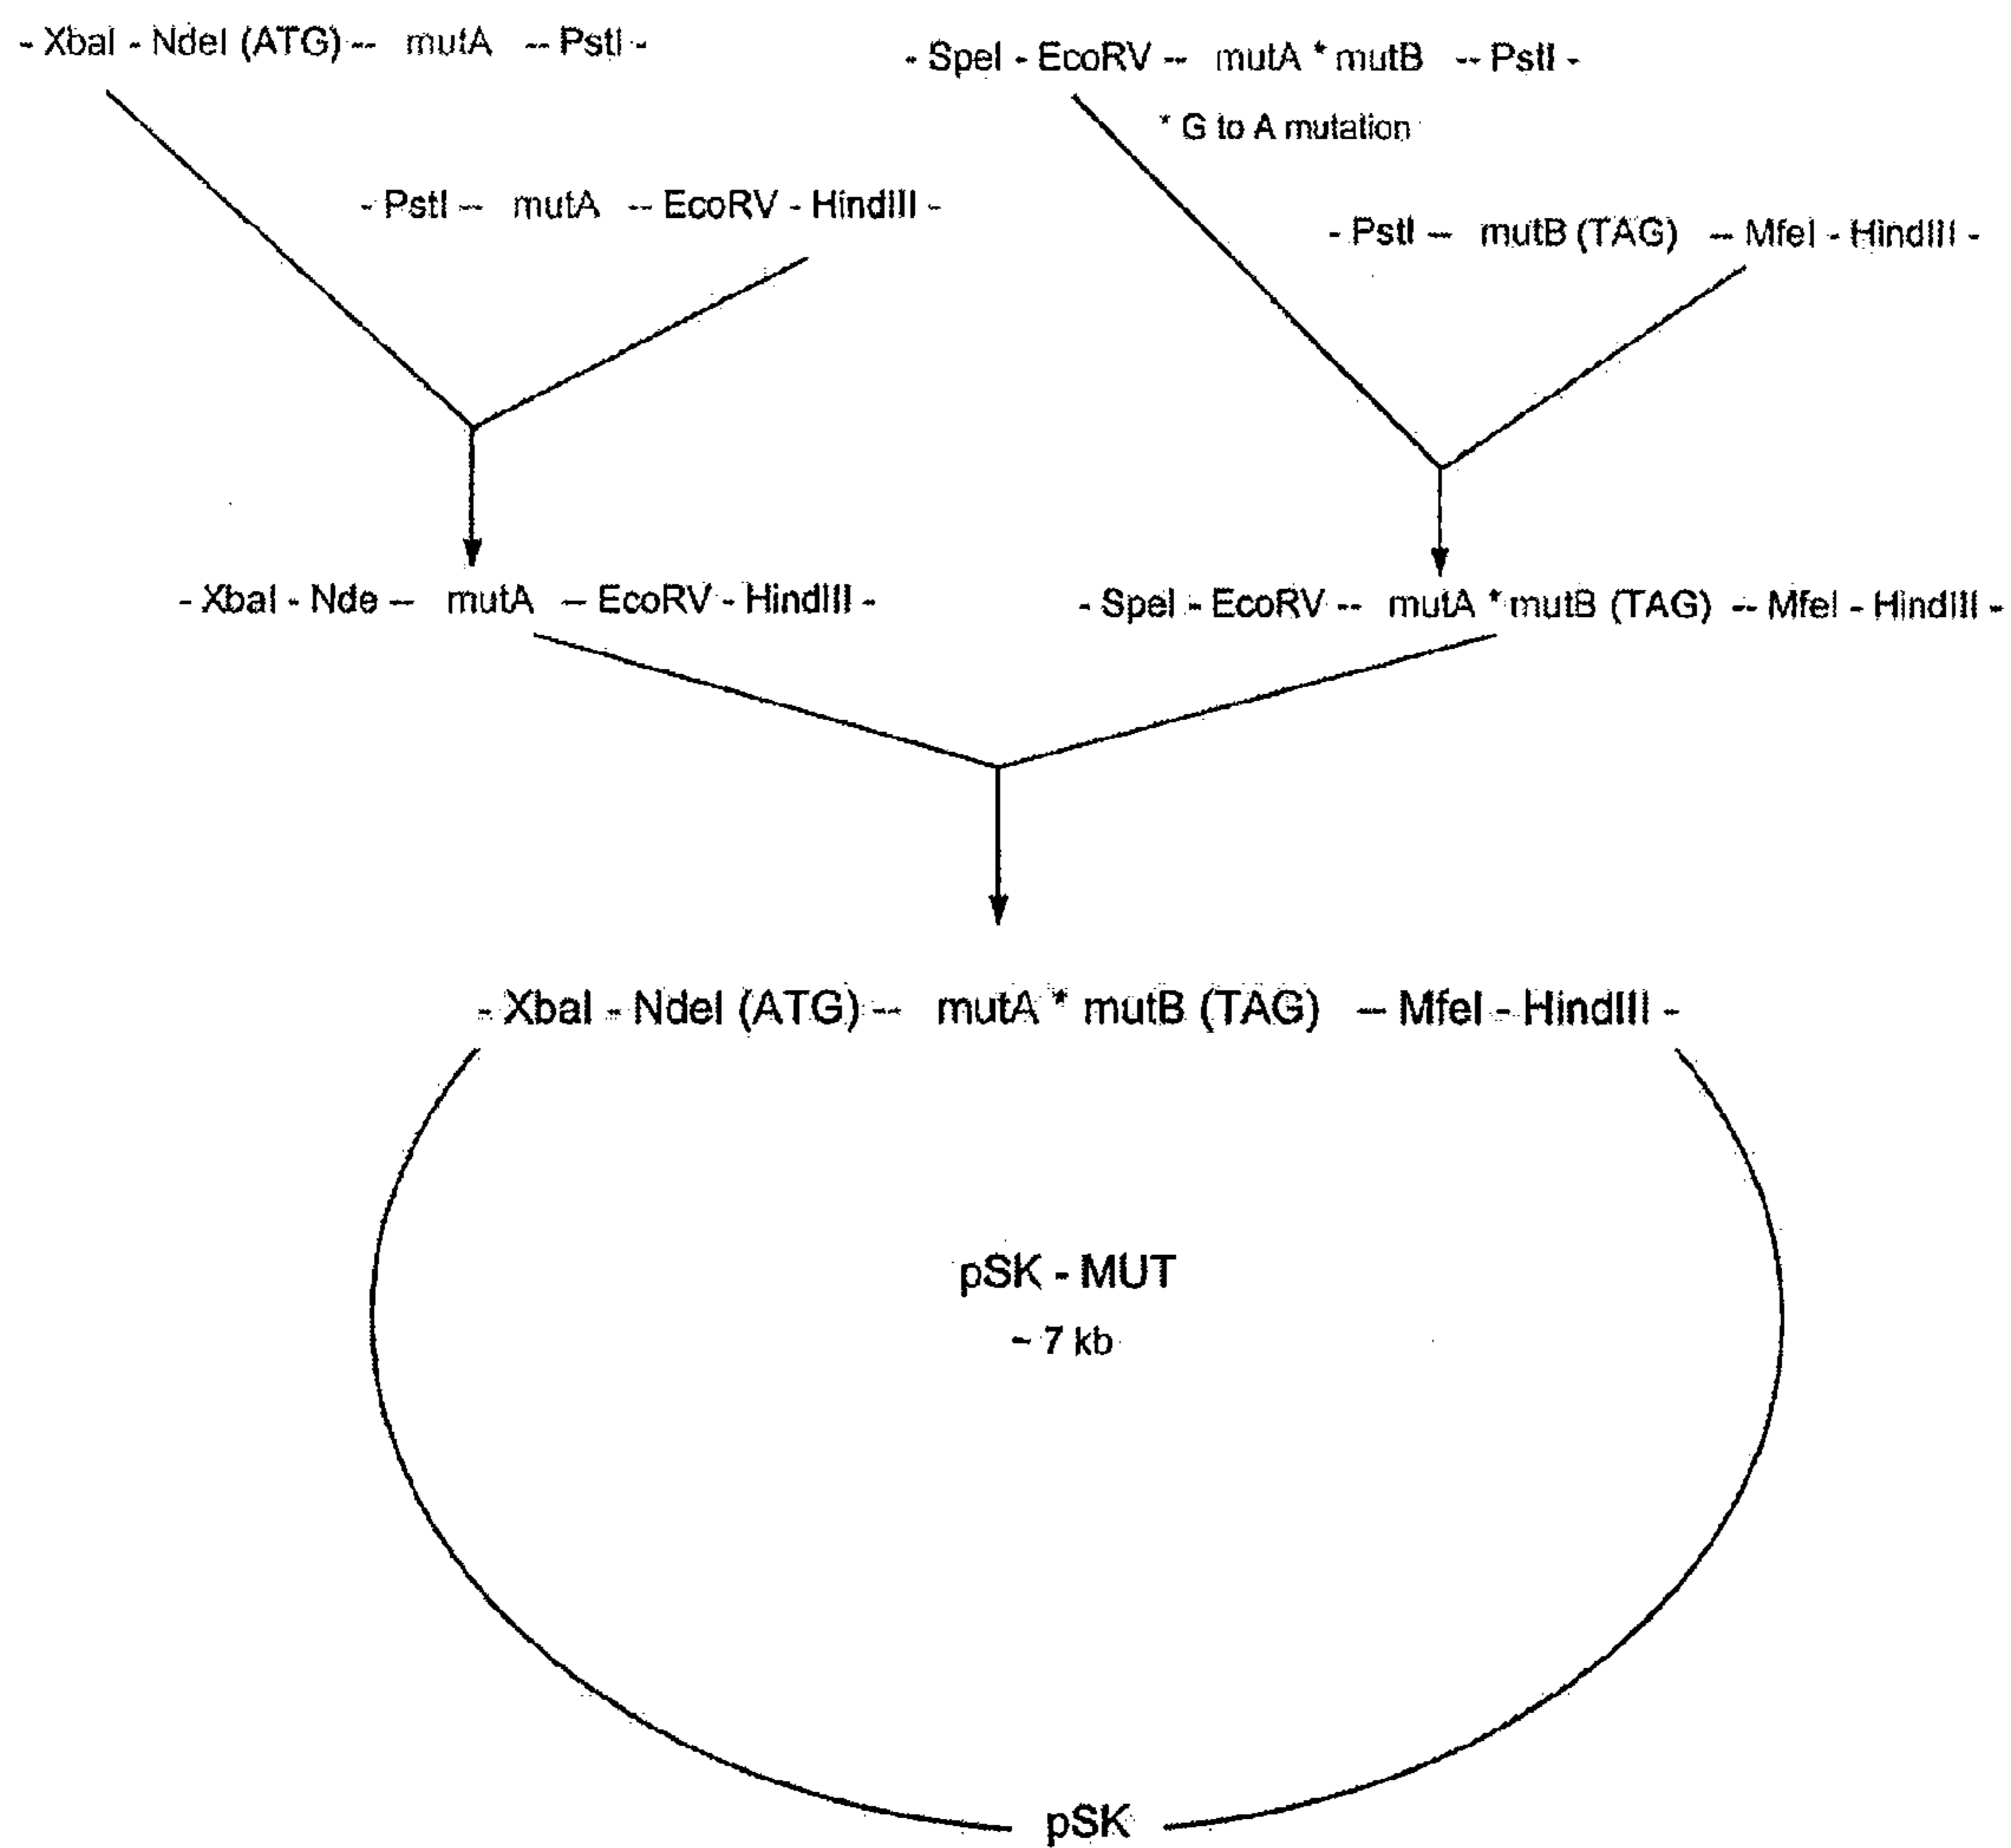 - XbaI - NdeI (ATG) -- mutA -- PstI -
- SpeI - EcoRV -- mutA * mutB -- PstI -
* G to A mutation
- PstI -- mutA -- EcoRV - HindIII -
- PstI -- mutB (TAG) -- MfeI - HindIII -
- XbaI - Nde -- mutA -- EcoRV - HindIII -
- SpeI - EcoRV -- mutA * mutB (TAG) -- MfeI - HindIII -
- XbaI - NdeI (ATG) -- mutA * mutB (TAG) -- MfeI - HindIII -
pSK - MUT
~ 7 kb
pSK